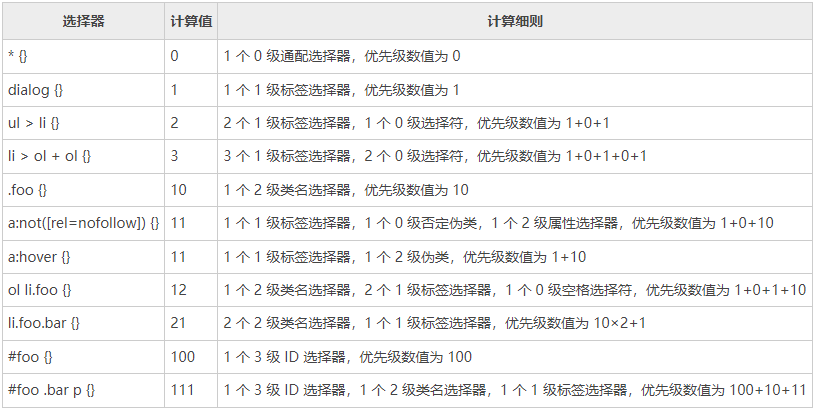 选择器 计算值 计算细则
* {} 0 1 个 0 级通配选择器，优先级数值为 0
dialog {} 1 1 个 1 级标签选择器，优先级数值为 1
ul > li {} 2 2 个 1 级标签选择器，1 个 0 级选择符，优先级数值为 1+0+1
li > ol + ol {} 3 3 个 1 级标签选择器，2 个 0 级选择符，优先级数值为 1+0+1+0+1
.foo {} 10 1 个 2 级类名选择器，优先级数值为 10
a:not([rel=nofollow]) {} 11 1 个 1 级标签选择器，1 个 0 级否定伪类，1 个 2 级属性选择器，优先级数值为 1+0+10
a:hover {} 11 1 个 1 级标签选择器，1 个 2 级伪类，优先级数值为 1+10
ol li.foo {} 12 1 个 2 级类名选择器，2 个 1 级标签选择器，1 个 0 级空格选择符，优先级数值为 1+0+1+10
li.foo.bar {} 21 2 个 2 级类名选择器，1 个 1 级标签选择器，优先级数值为 10×2+1
#foo {} 100 1 个 3 级 ID 选择器，优先级数值为 100
#foo .bar p {} 111 1 个 3 级 ID 选择器，1 个 2 级类名选择器，1 个 1 级标签选择器，优先级数值为 100+10+11